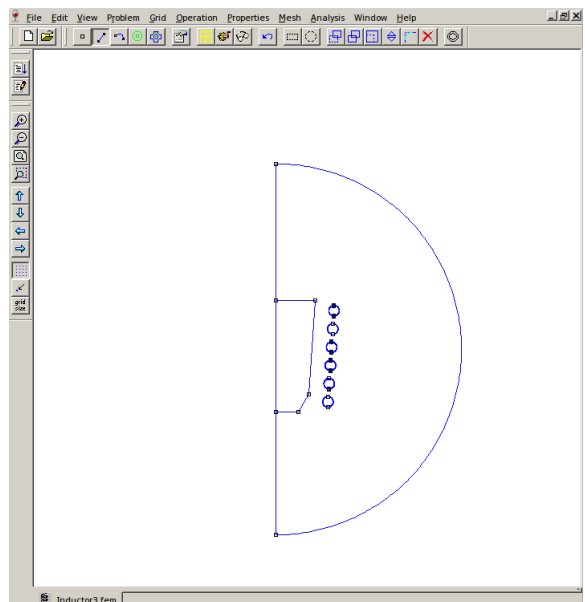 File Edit View Problem Grid Operation Properties Mesh Analysis Window Help
grid
size
Inductor3.fem